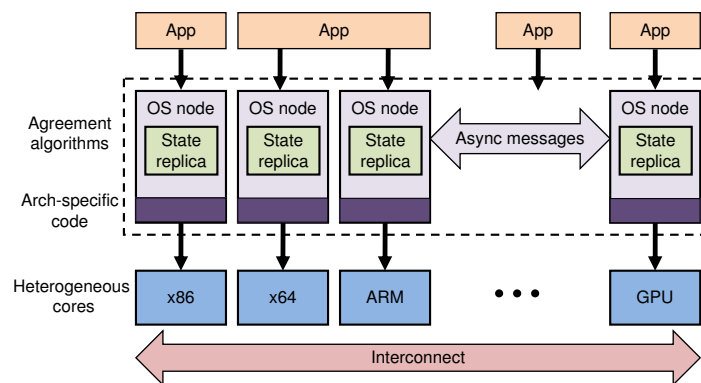 App
App
App
App
OS node
OS node
OS node
OS node
Agreement
algorithms
State
replica
State
replica
State
replica
Async messages
State
replica
Arch-specific
code
Heterogeneous
cores
x86
x64
ARM
GPU
Interconnect